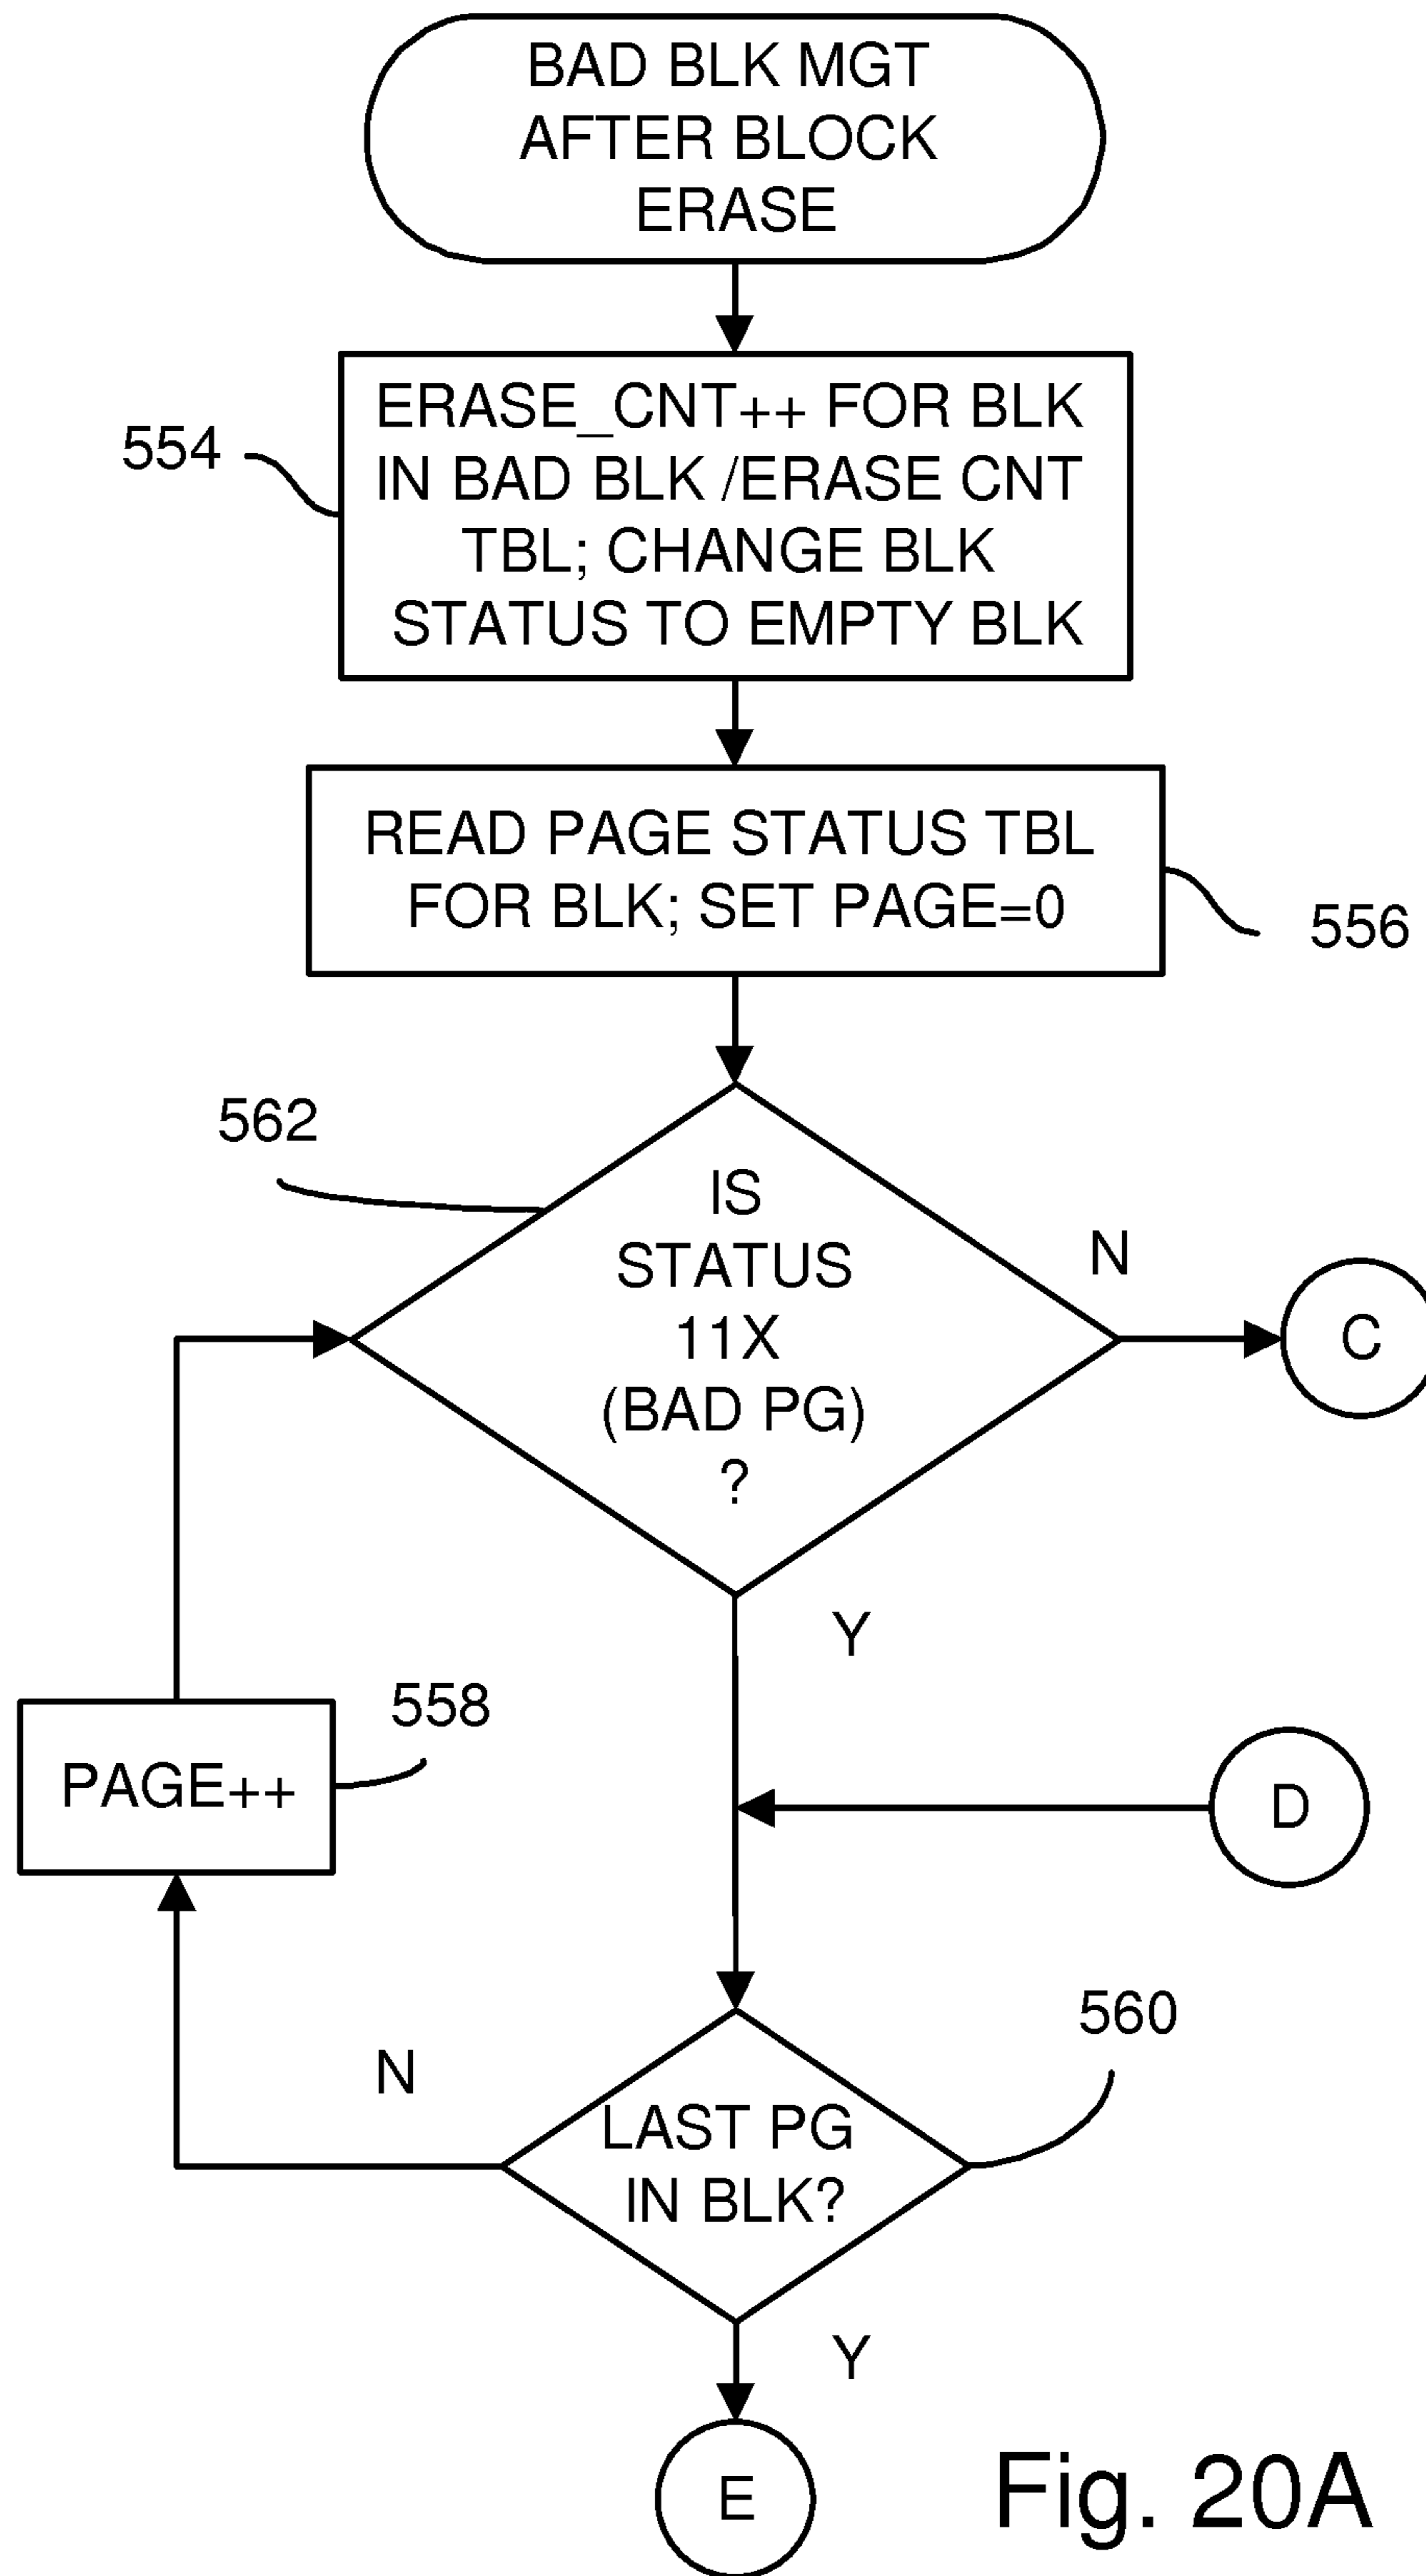 BAD BLK MGT
AFTER BLOCK
ERASE
554
ERASE_CNT++ FOR BLK
IN BAD BLK /ERASE CNT
TBL; CHANGE BLK
STATUS TO EMPTY BLK
READ PAGE STATUS TBL
FOR BLK; SET PAGE=0
556
562
IS
STATUS
11X
(BAD PG)
?
N
C
Y
558
PAGE++
D
560
N
LAST PG
IN BLK?
Y
E
Fig. 20A